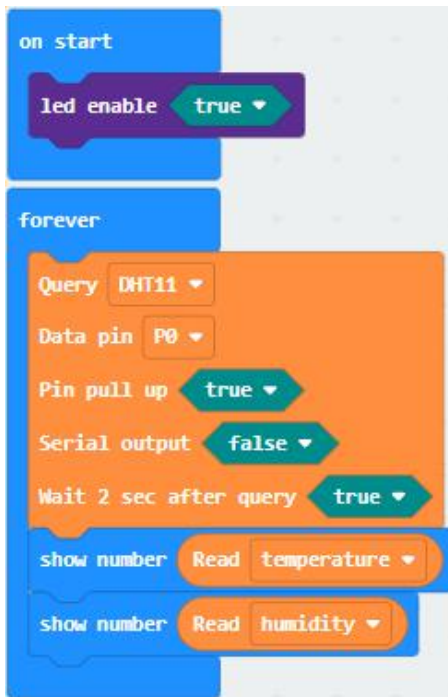 on start
led enable true
forever
Query DHT11
Data pin P0
Pin pull up true
Serial output false
Wait 2 sec after query true
show number Read temperature
show number Read humidity